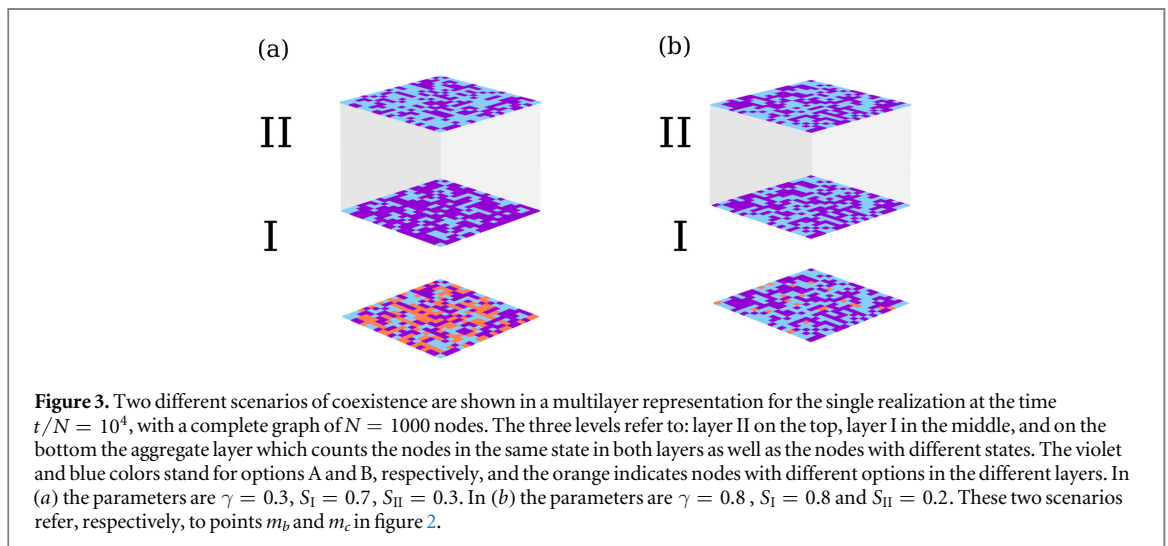 (a)
(b)
II
II
I
I
Figure 3. Two different scenarios of coexistence are shown in a multilayer representation for the single realization at the time
t/N = 10⁴, with a complete graph of N = 1000 nodes. The three levels refer to: layer II on the top, layer I in the middle, and on the
bottom the aggregate layer which counts the nodes in the same state in both layers as well as the nodes with different states. The violet
and blue colors stand for options A and B, respectively, and the orange indicates nodes with different options in the different layers. In
(a) the parameters are γ = 0.3, S_I = 0.7, S_II = 0.3. In (b) the parameters are γ = 0.8 , S_I = 0.8 and S_II = 0.2. These two scenarios
refer, respectively, to points m_b and m_c in figure 2.